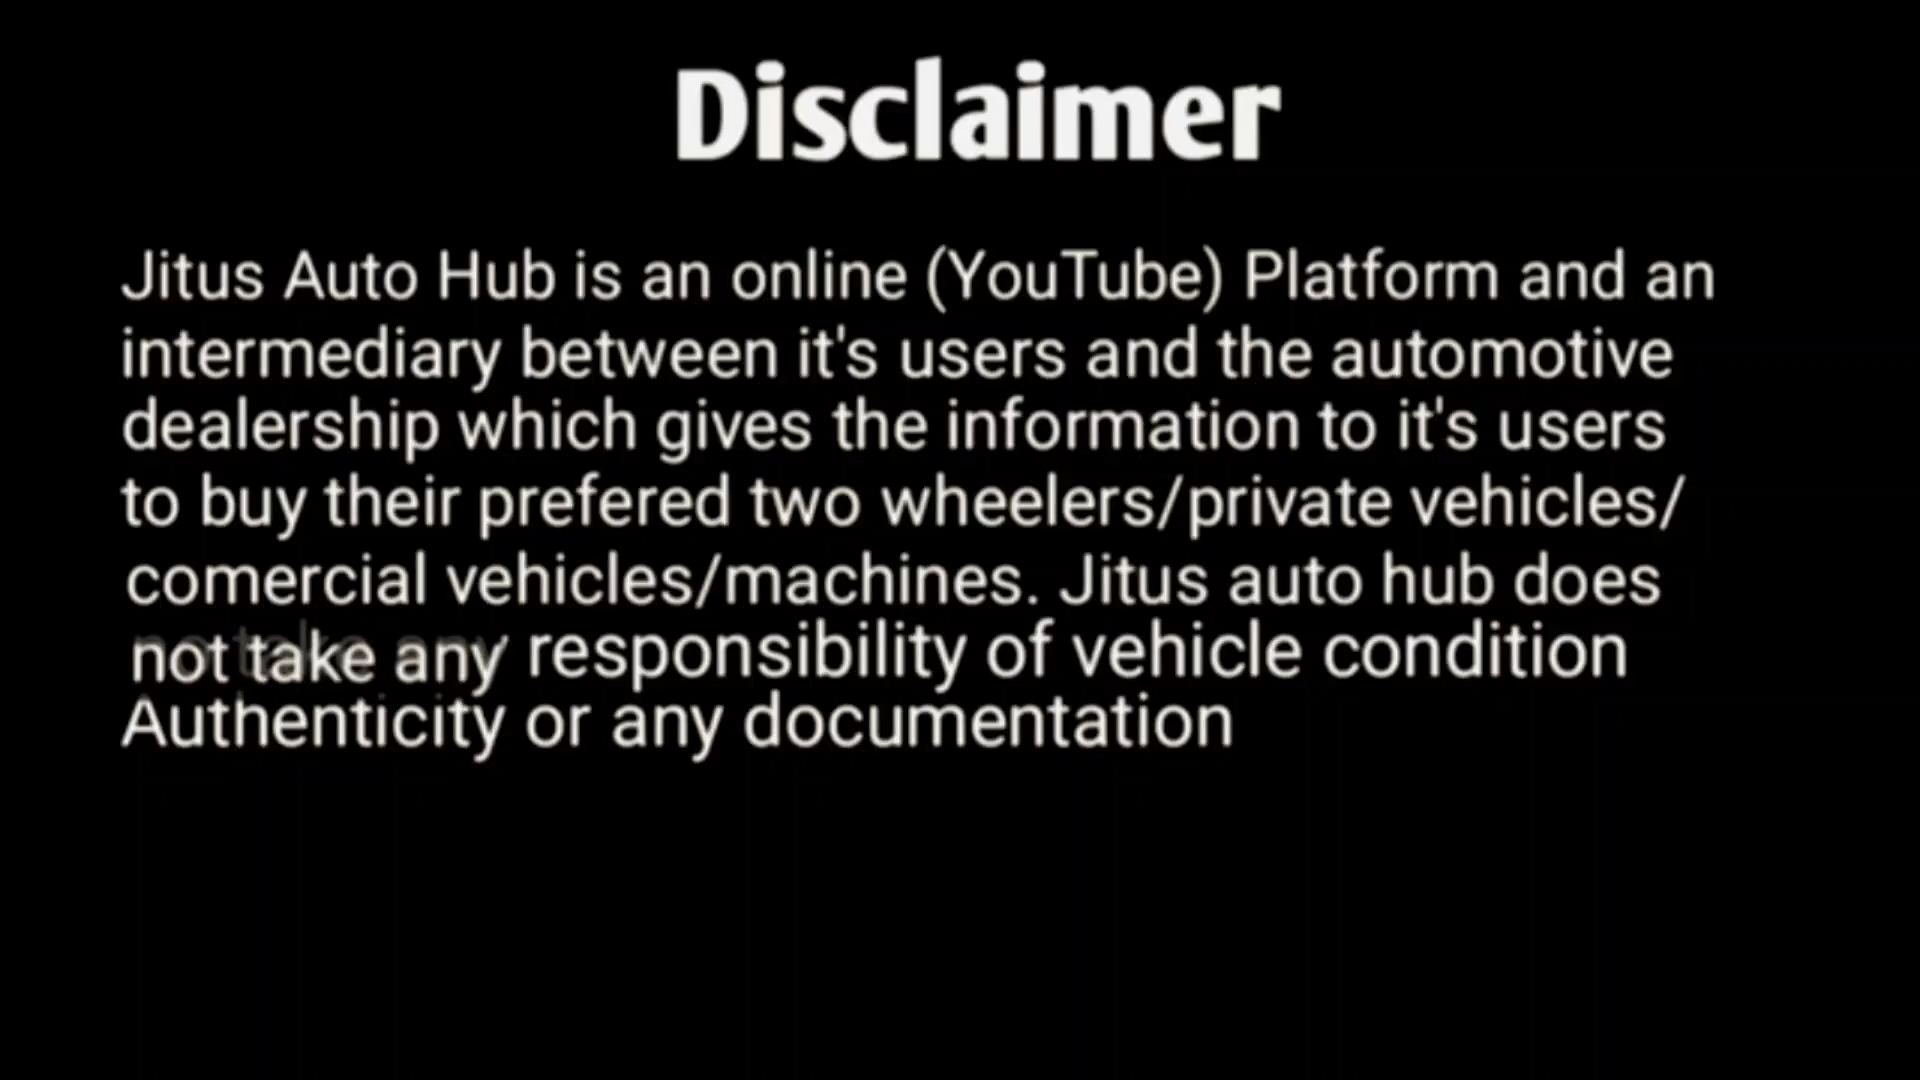 Disclaimer
Jitus Auto Hub is an online (YouTube) Platform and an
intermediary between it's users and the automotive
dealership which gives the information to it's users
to buy their prefered two wheelers/private vehicles/
comercial vehicles/machines. Jitus auto hub does
not take any responsibility of vehicle condition
Authenticity or any documentation